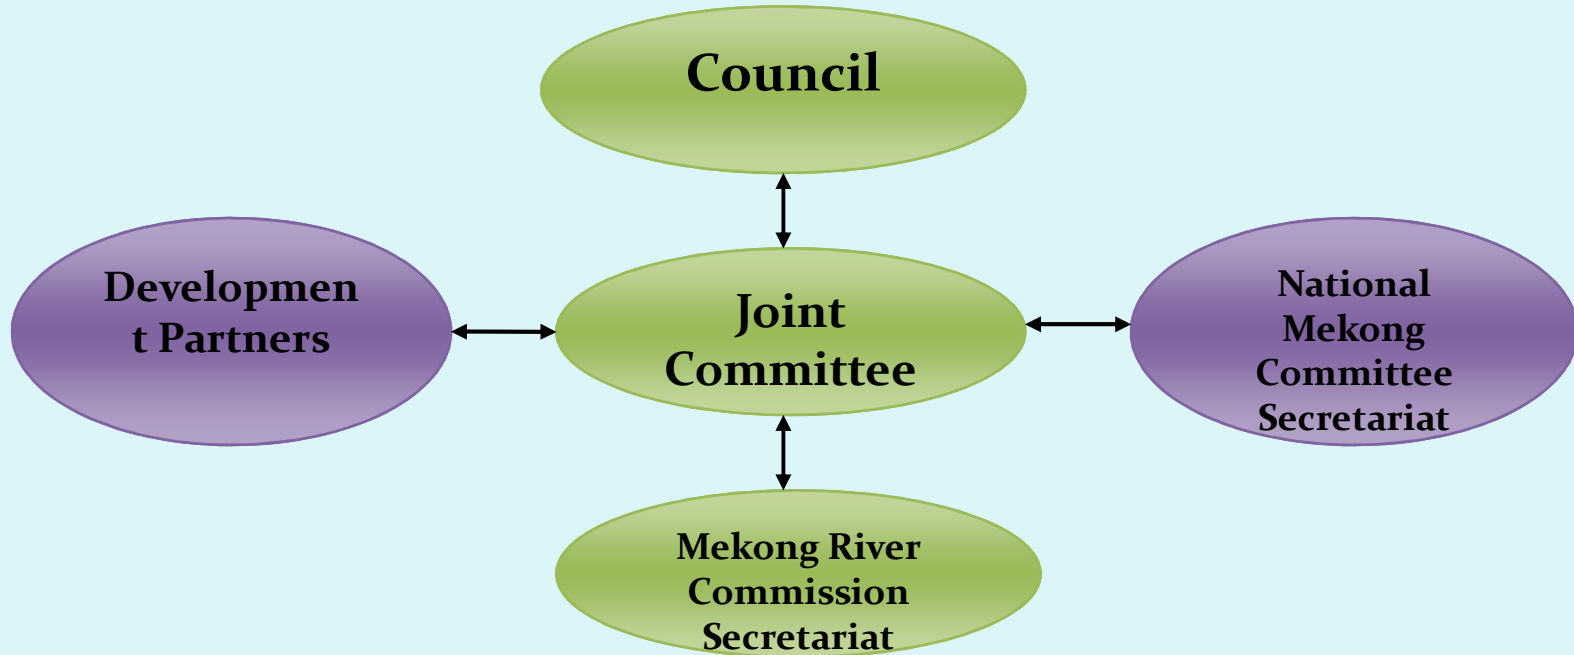 Council
Developmen
t Partners
Joint
Committee
National
Mekong
Committee
Secretariat
Mekong River
Commission
Secretariat